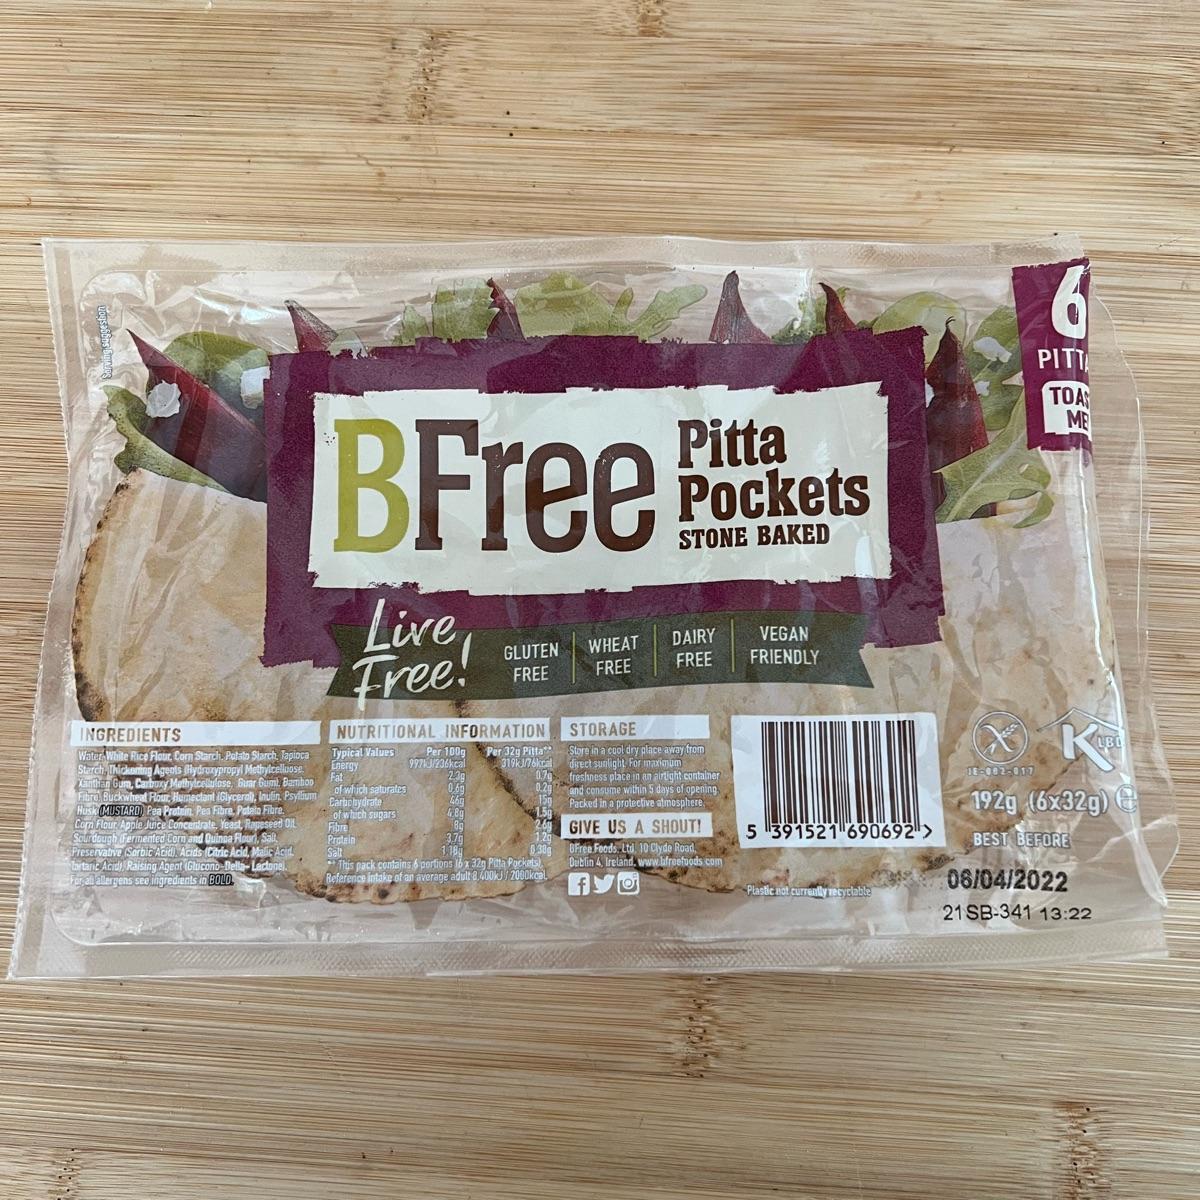 Serving suggestion
6
PITTA
TOAS
ME
BFree
Pitta
Pockets
STONE BAKED
Live
Free!
GLUTEN
FREE
WHEAT
FREE
DAIRY
FREE
VEGAN
FRIENDLY
INGREDIENTS
Water, White Rice Flour, Corn Starch, Potato Starch, Tapioca
Starch, Thickening Agents (Hydroxypropyl Methylcellulose,
Xanthan Gum, Carboxy Methylcellulose, Guar Gum), Bamboo
Fibre, Buckwheat Flour, Humectant (Glycerol), Inulin, Psyllium
Husk (MUSTARD) Pea Protein, Pea Fibre, Potato Fibre,
Corn Flour, Apple Juice Concentrate, Yeast, Rapeseed Oil,
Sourdough (Fermented Corn and Quinoa Flour), Salt,
Preservative (Sorbic Acid), Acids (Citric Acid, Malic Acid,
Tartaric Acid), Raising Agent (Glucono-Delta-Lactone).
For all allergens see ingredients in BOLD
NUTRITIONAL INFORMATION
Typical Values Per 100g Per 32g Pitta**
Energy 997kJ/236kcal 319kJ/76kcal
Fat 2.3g 0.7g
of which saturates 0.6g 0.2g
Carbohydrate 46g 15g
of which sugars 4.8g 1.5g
Fibre 8g 2.6g
Protein 3.7g 1.2g
Salt 1.18g 0.38g
** This pack contains 6 portions (6 x 32g Pitta Pockets).
Reference intake of an average adult 8,400kJ / 2000kcal.
STORAGE
Store in a cool dry place away from
direct sunlight. For maximum
freshness place in an airtight container
and consume within 5 days of opening
Packed in a protective atmosphere.
GIVE US A SHOUT!
BFree Foods, Ltd, 10 Clyde Road,
Dublin 4, Ireland. www.bfreefoods.com
5 391521 690692 >
Plastic not currently recyclable
IE-002-017
KLBD
192g (6x32g) e
BEST BEFORE
06/04/2022
21SB-341 13:22